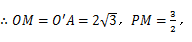 ∴ OM = O′A = 2√3， PM = 3/2，